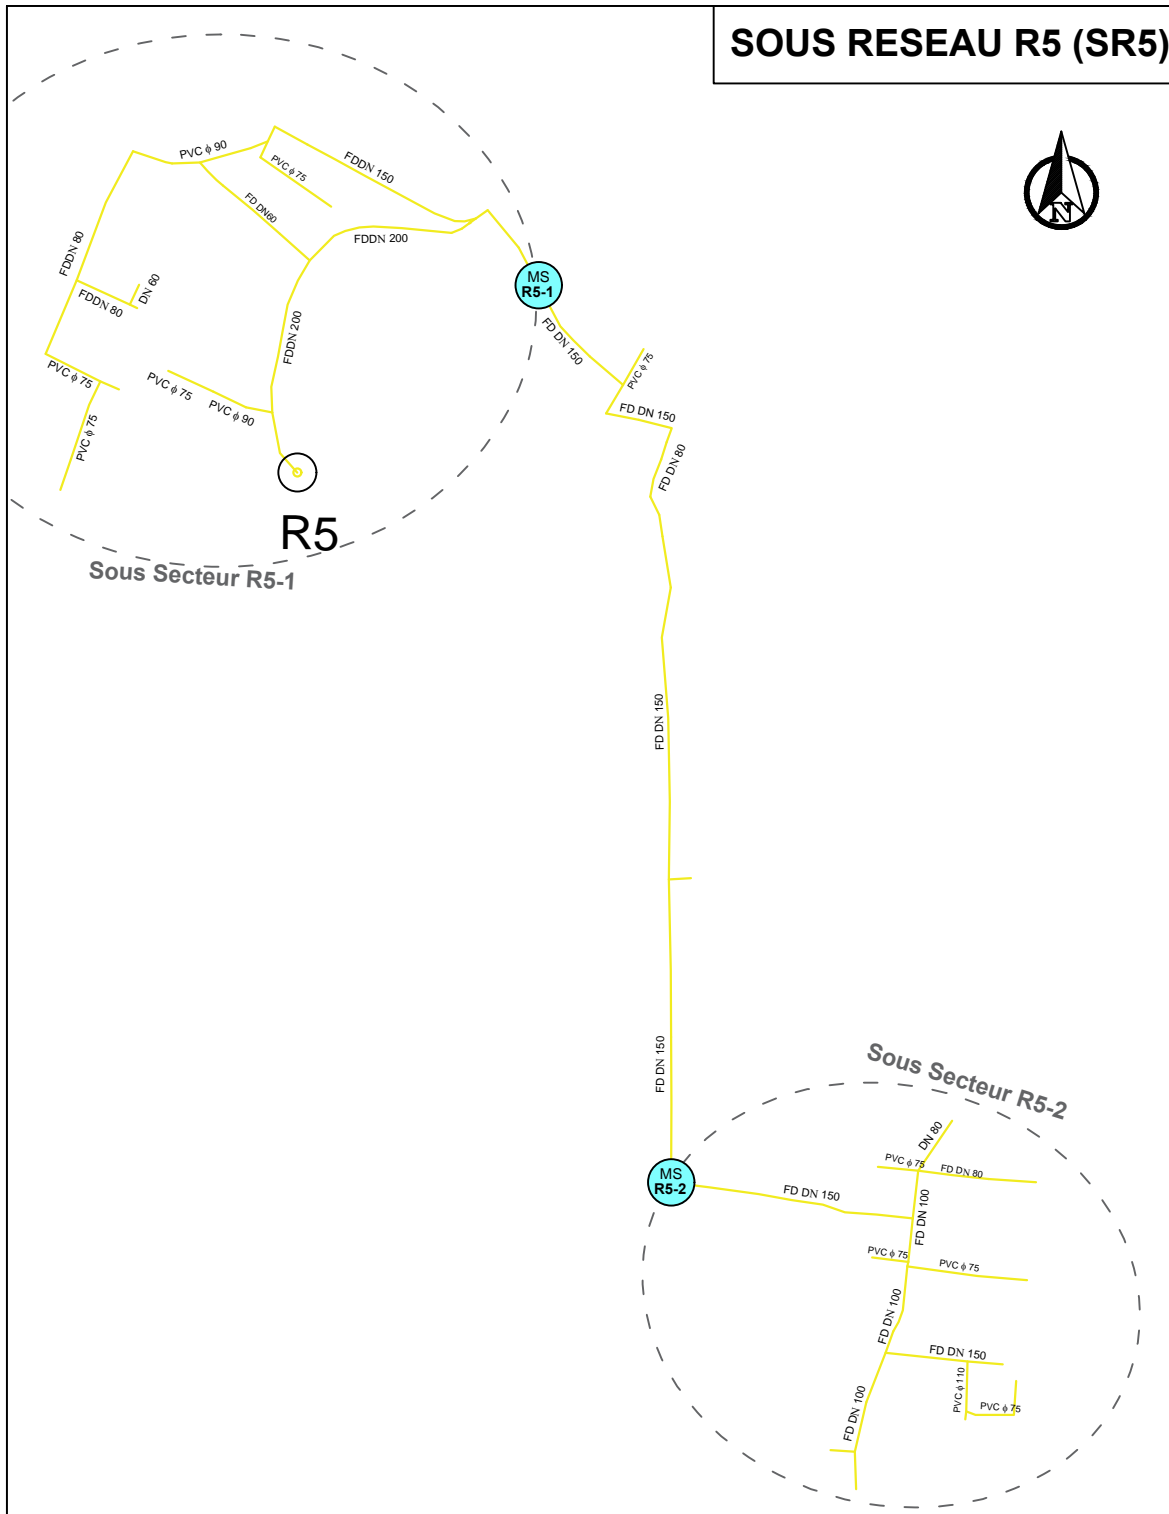 SOUS RESEAU R5 (SR5)
N
PVC ϕ 90
FDDN 150
PVC ϕ 75
FD DN60
FDDN 200
FDDN 80
FDDN 80
DN 60
FDDN 200
PVC ϕ 75
PVC ϕ 75
PVC ϕ 90
PVC ϕ 75
R5
Sous Secteur R5-1
MS
R5-1
FD DN 150
PVC ϕ 75
FD DN 150
FD DN 80
FD DN 150
FD DN 150
Sous Secteur R5-2
MS
R5-2
DN 80
PVC ϕ 75
FD DN 80
FD DN 150
FD DN 100
PVC ϕ 75
PVC ϕ 75
FD DN 100
FD DN 150
PVC ϕ 110
PVC ϕ 75
FD DN 100